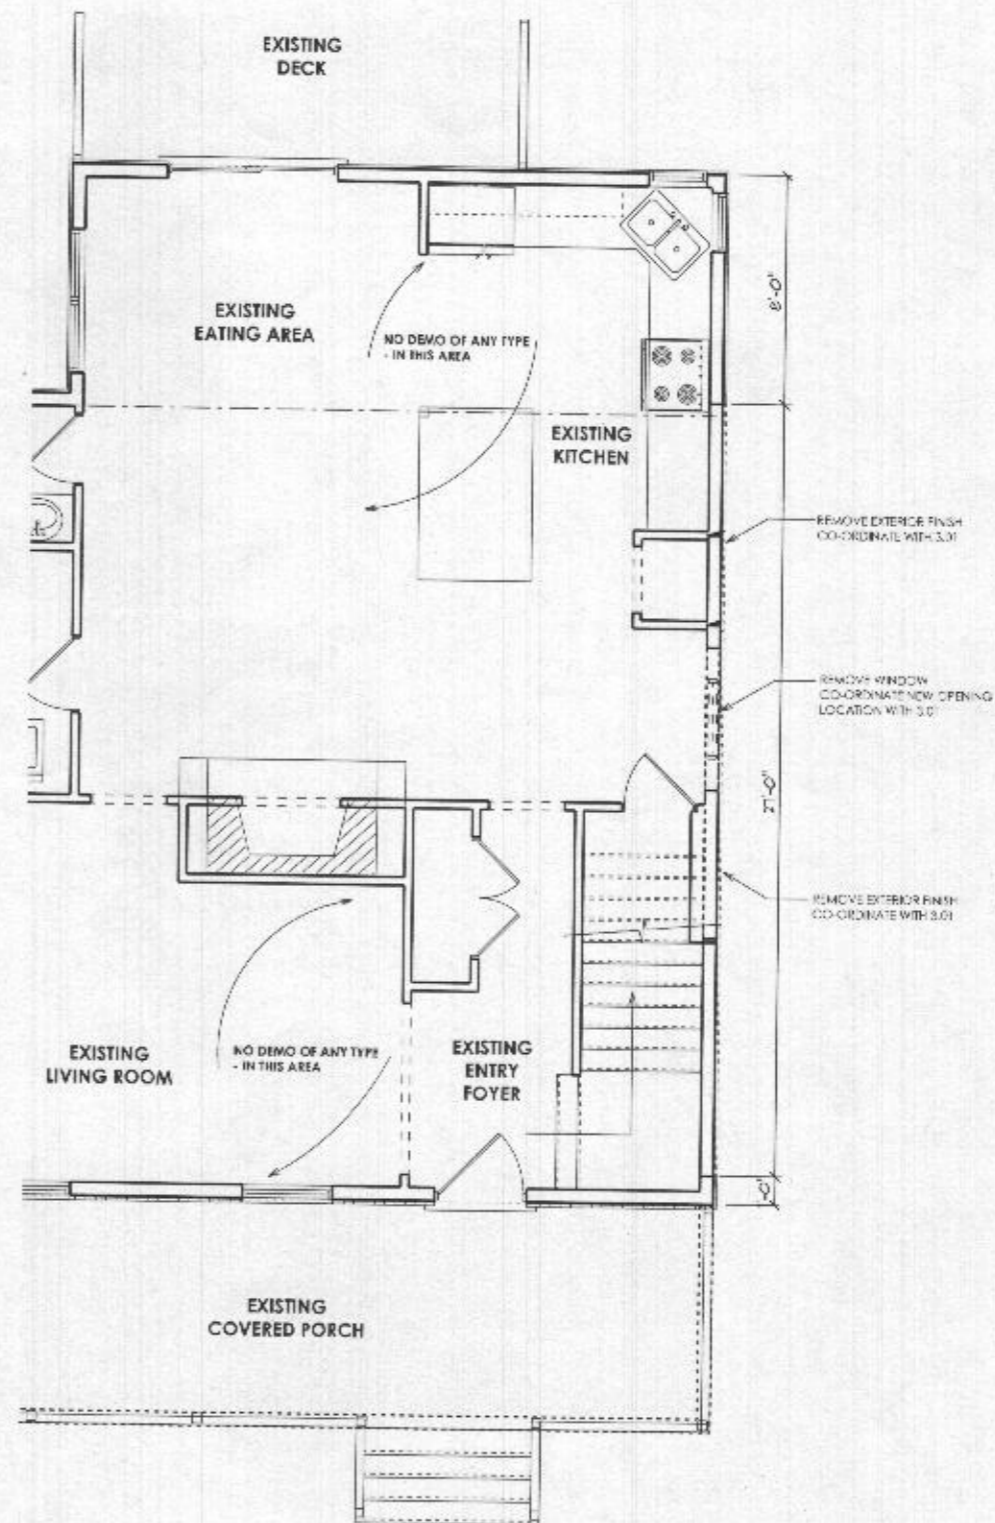 EXISTING
DECK
EXISTING
EATING AREA
NO DEMO OF ANY TYPE
- IN THIS AREA
8'-0"
EXISTING
KITCHEN
REMOVE EXTERIOR FINISH
CO-ORDINATE WITH 3.01
REMOVE WINDOW
CO-ORDINATE NEW OPENING
LOCATION WITH 3.01
27'-0"
REMOVE EXTERIOR FINISH
CO-ORDINATE WITH 3.01
EXISTING
LIVING ROOM
NO DEMO OF ANY TYPE
- IN THIS AREA
EXISTING
ENTRY
FOYER
EXISTING
COVERED PORCH